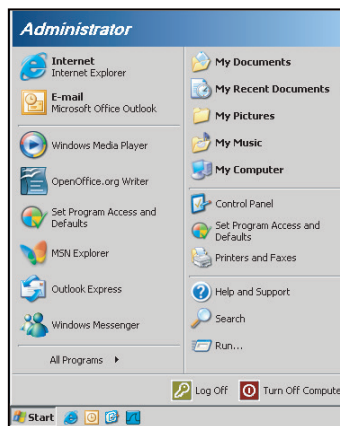 Administrator
Internet
Internet Explorer
E-mail
Microsoft Office Outlook
Windows Media Player
OpenOffice.org Writer
Set Program Access and
Defaults
MSN Explorer
Outlook Express
Windows Messenger
All Programs
My Documents
My Recent Documents
My Pictures
My Music
My Computer
Control Panel
Set Program Access and
Defaults
Printers and Faxes
Help and Support
Search
Run...
Log Off
Turn Off Compute
Start